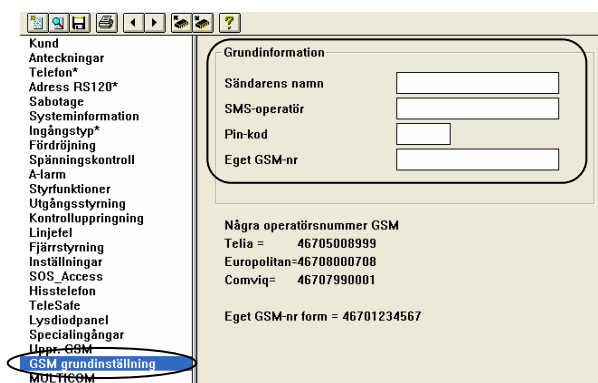 Kund
Anteckningar
Telefon*
Adress RS120*
Sabotage
Systeminformation
Ingångstyp*
Fördröjning
Spänningskontroll
A-larm
Styrfunktioner
Utgångsstyrning
Kontrolluppringning
Linjefel
Fjärrstyrning
Inställningar
SOS_Access
Hisstelefon
TeleSafe
Lysdiodpanel
Specialingångar
Uppr. GSM
GSM grundinställning
MULTICOM
Grundinformation
Sändarens namn
SMS-operatör
Pin-kod
Eget GSM-nr
Några operatörsnummer GSM
Telia = 46705008999
Europolitan=46708000708
Comviq= 46707990001
Eget GSM-nr form = 46701234567